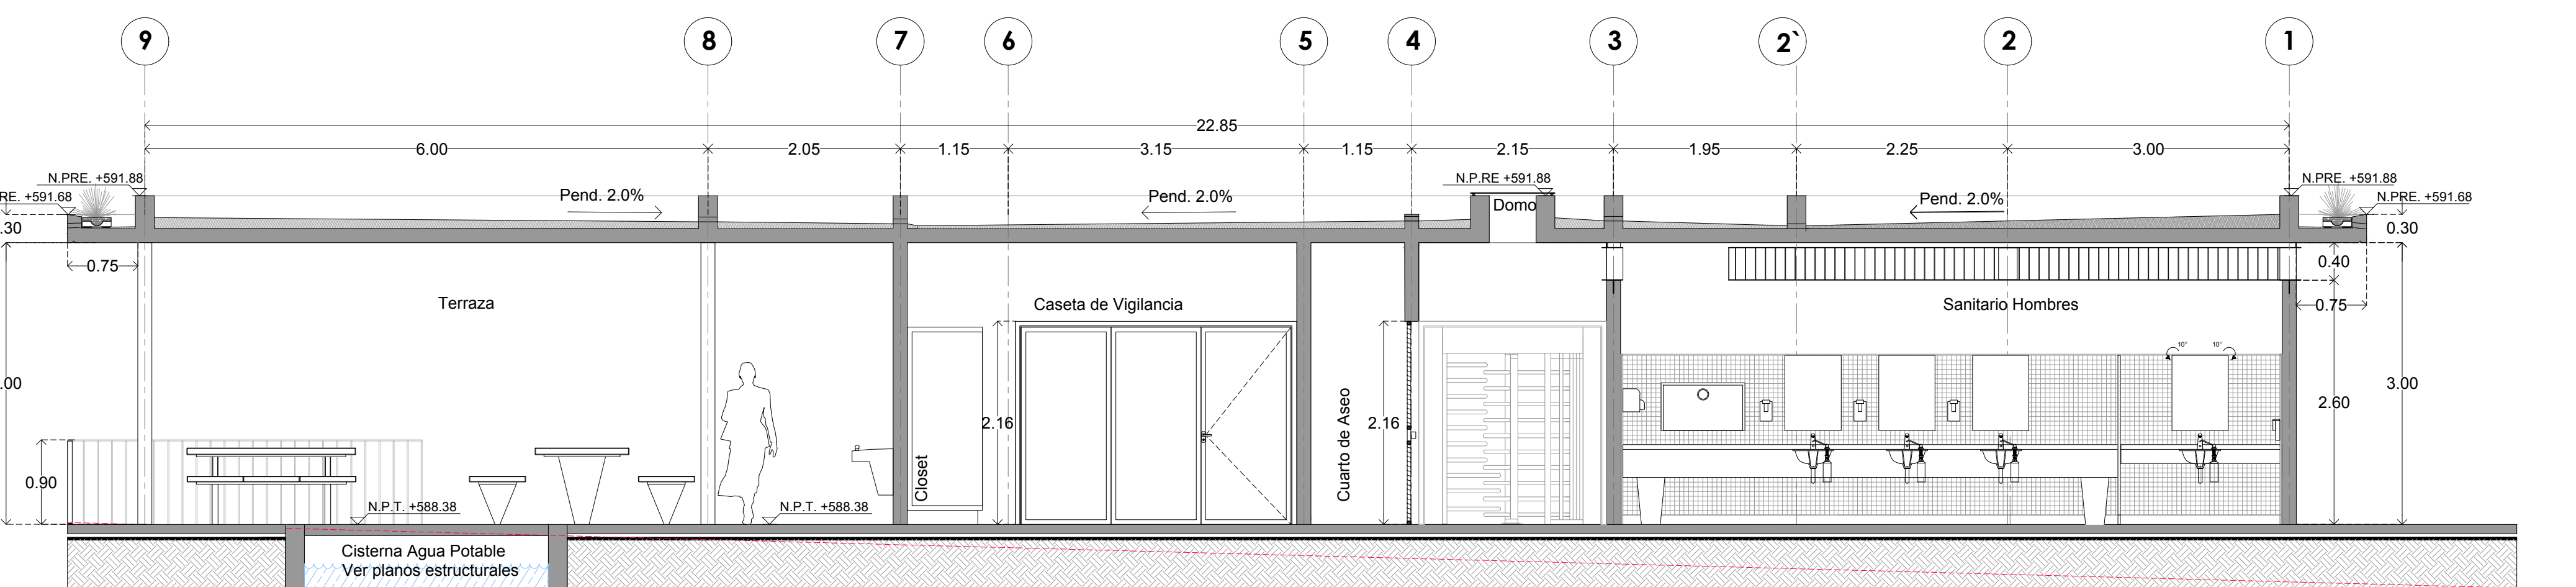 9 8 7 6 5 4 3 2` 2 1
22.85
6.00 2.05 1.15 3.15 1.15 2.15 1.95 2.25 3.00
N.PRE. +591.88 N.P.RE +591.88 N.PRE. +591.88
RE. +591.68 Pend. 2.0% Pend. 2.0% Pend. 2.0% N.PRE. +591.68
Domo
.30 0.30
0.75 0.40
Terraza Caseta de Vigilancia Sanitario Hombres 0.75
10° 10°
.00 3.00
2.16 2.16 2.60
Closet Cuarto de Aseo
0.90
N.P.T. +588.38 N.P.T. +588.38
Cisterna Agua Potable
Ver planos estructurales